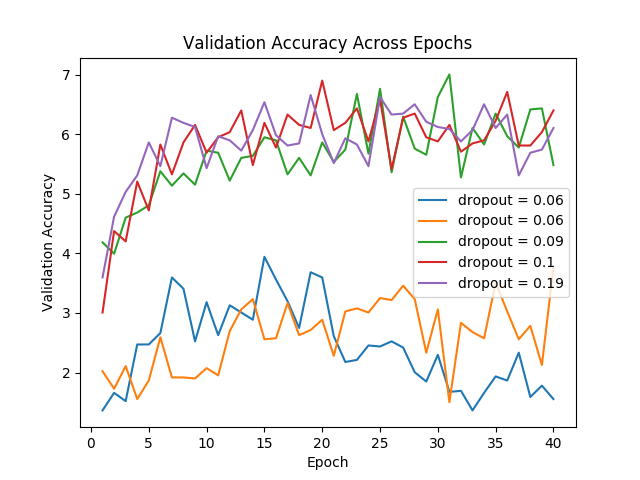 Validation Accuracy Across Epochs
Validation Accuracy
7
6
5
4
3
2
dropout = 0.06
dropout = 0.06
dropout = 0.09
dropout = 0.1
dropout = 0.19
0 5 10 15 20 25 30 35 40
Epoch